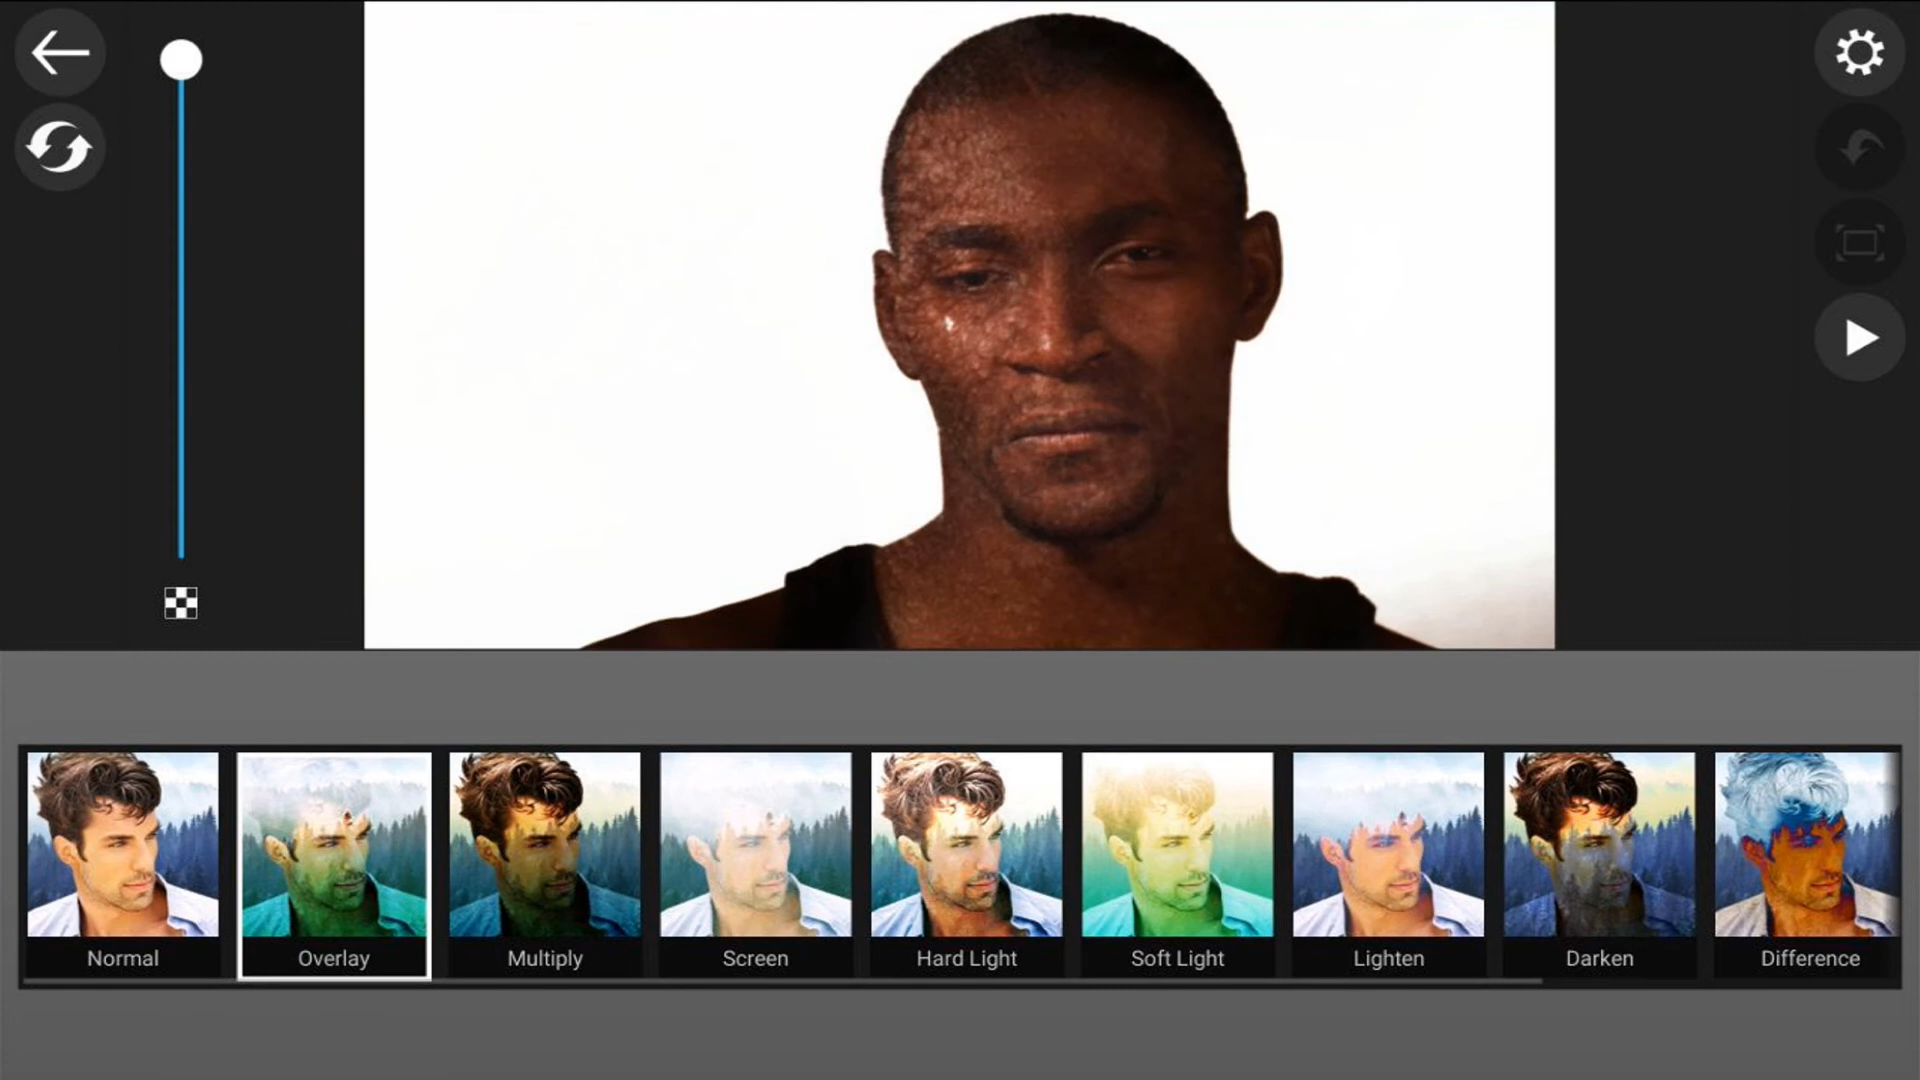 Normal
Overlay
Multiply
Screen
Hard Light
Soft Light
Lighten
Darken
Difference